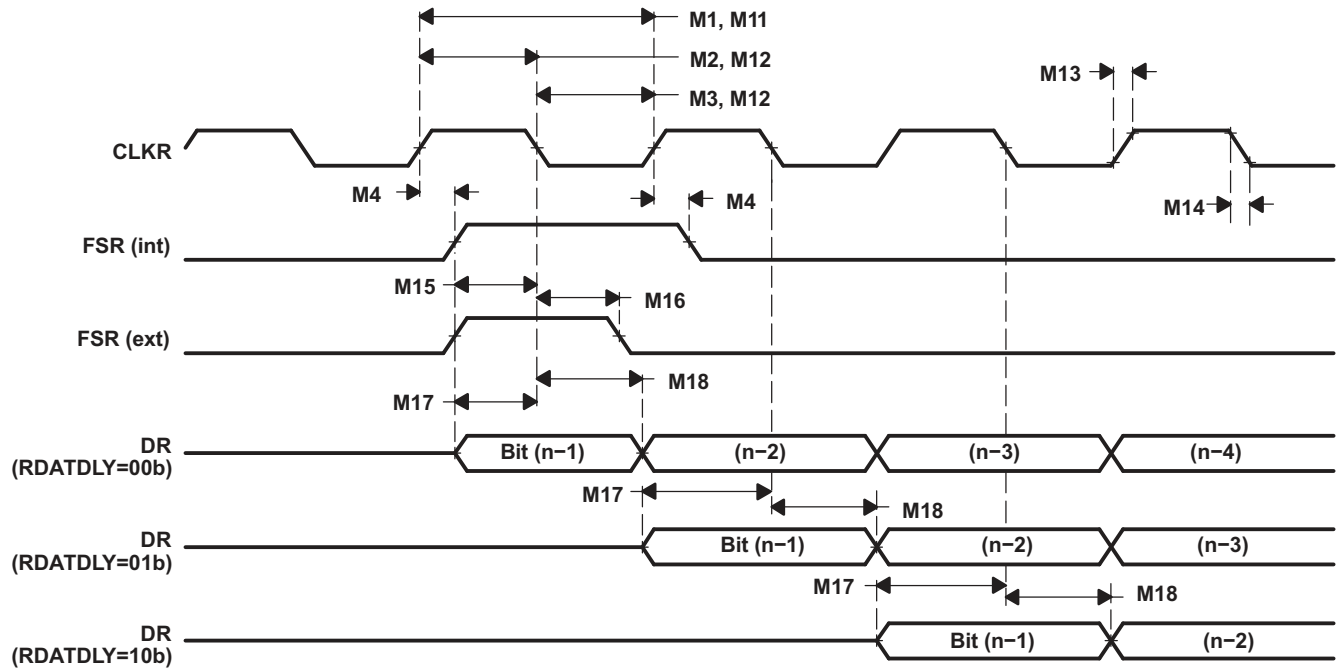 M1, M11
M2, M12
M13
M3, M12
CLKR
M4
M4
M14
FSR (int)
M15
M16
FSR (ext)
M18
M17
DR
(RDATDLY=00b)
Bit (n−1)
(n−2)
(n−3)
(n−4)
M17
M18
DR
(RDATDLY=01b)
Bit (n−1)
(n−2)
(n−3)
M17
M18
DR
(RDATDLY=10b)
Bit (n−1)
(n−2)